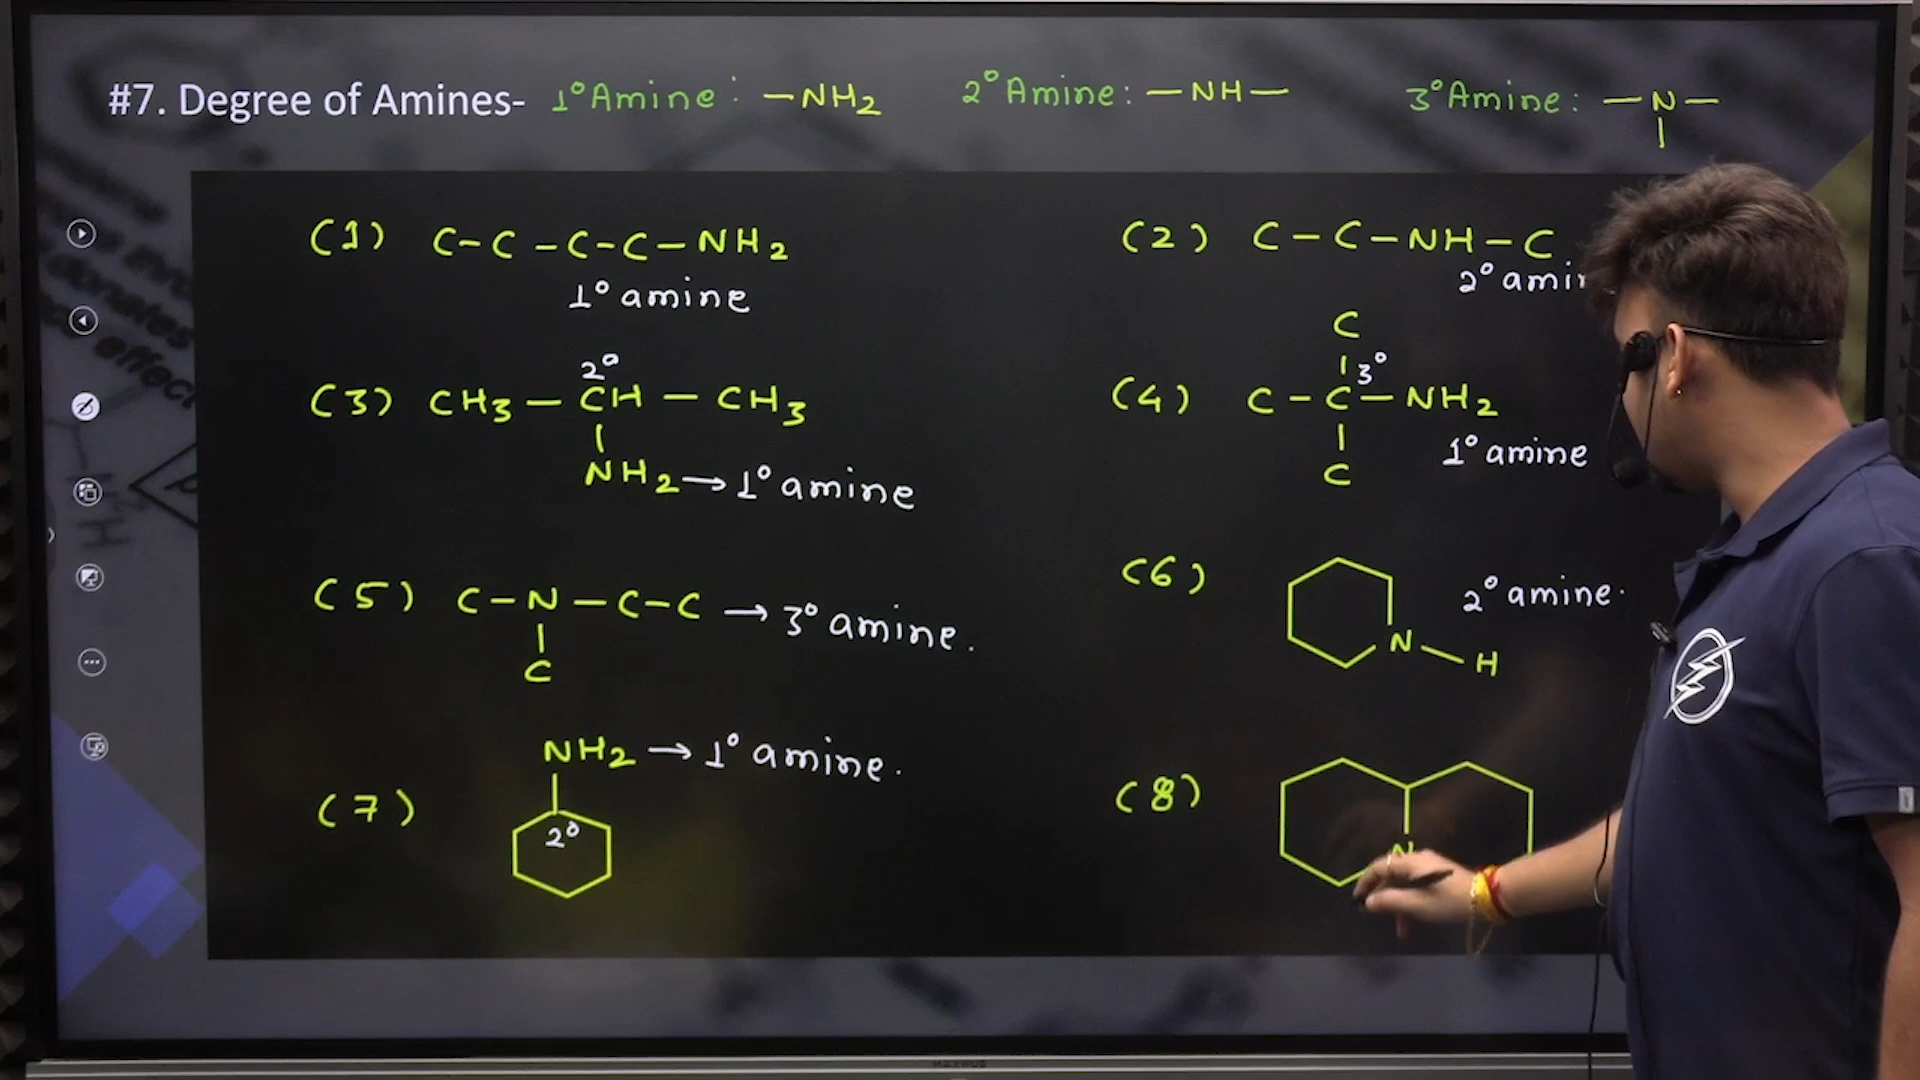 #7. Degree of Amines- 1° Amine: —NH2 2° Amine: —NH— 3° Amine: —N—
(1) C-C-C-C-NH2
1° amine
(2) C-C-NH-C
2°
C
(3) CH3-CH-CH3
2°
NH2→1° amine
(4) C-C-NH2
3°
1° amine
C
(5) C-N-C-C → 3° amine.
C
(6) N-H
2° amine.
NH2 → 1° amine.
(7) 2°
(8) N